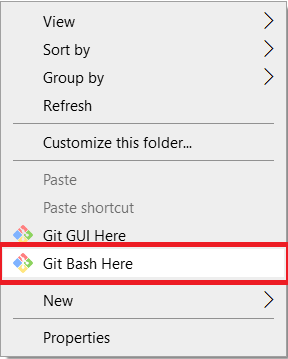 View
Sort by
Group by
Refresh
Customize this folder...
Paste
Paste shortcut
Git GUI Here
Git Bash Here
New
Properties